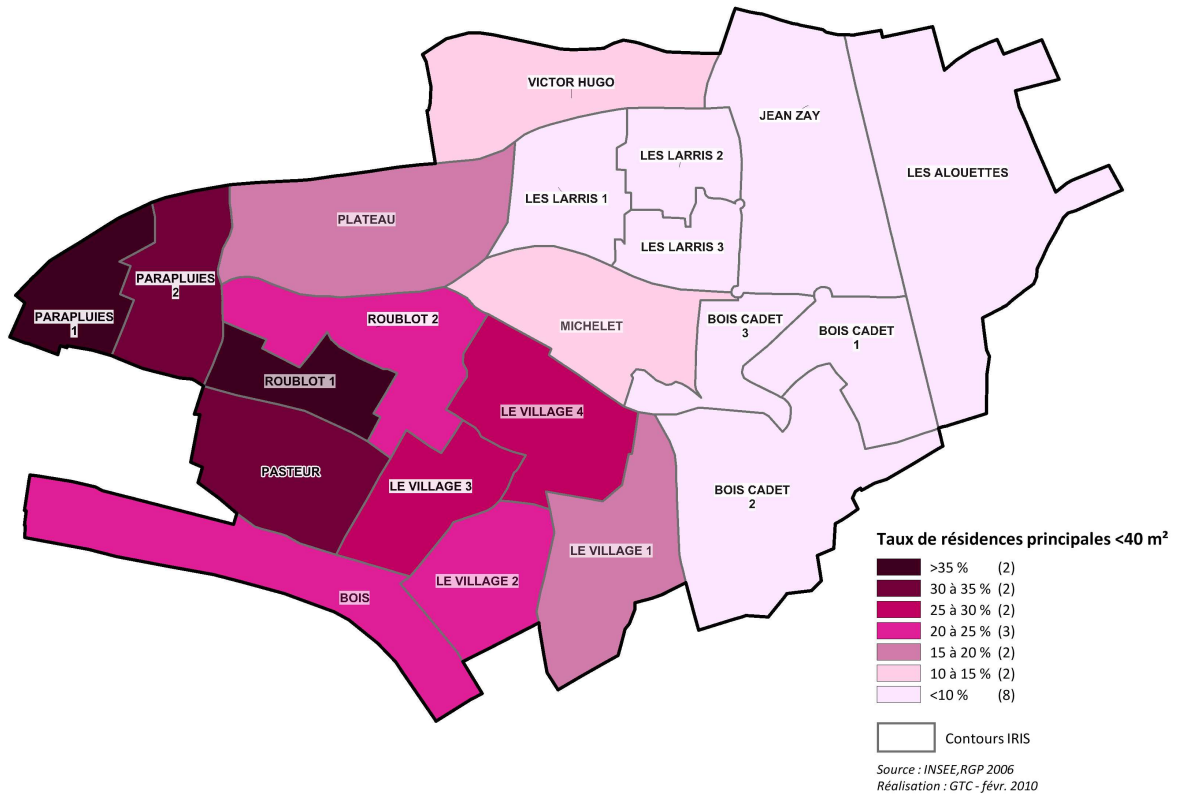 VICTOR HUGO
JEAN ZAY
LES LARRIS 2
LES ALOUETTES
LES LARRIS 1
PLATEAU
LES LARRIS 3
PARAPLUIES
2
PARAPLUIES
1
ROUBLOT 2
MICHELET
BOIS CADET
3
BOIS CADET
1
ROUBLOT 1
LE VILLAGE 4
PASTEUR
LE VILLAGE 3
BOIS CADET
2
LE VILLAGE 1
LE VILLAGE 2
BOIS
Taux de résidences principales <40 m²
>35 % (2)
30 à 35 % (2)
25 à 30 % (2)
20 à 25 % (3)
15 à 20 % (2)
10 à 15 % (2)
<10 % (8)
Contours IRIS
Source : INSEE,RGP 2006
Réalisation : GTC - févr. 2010